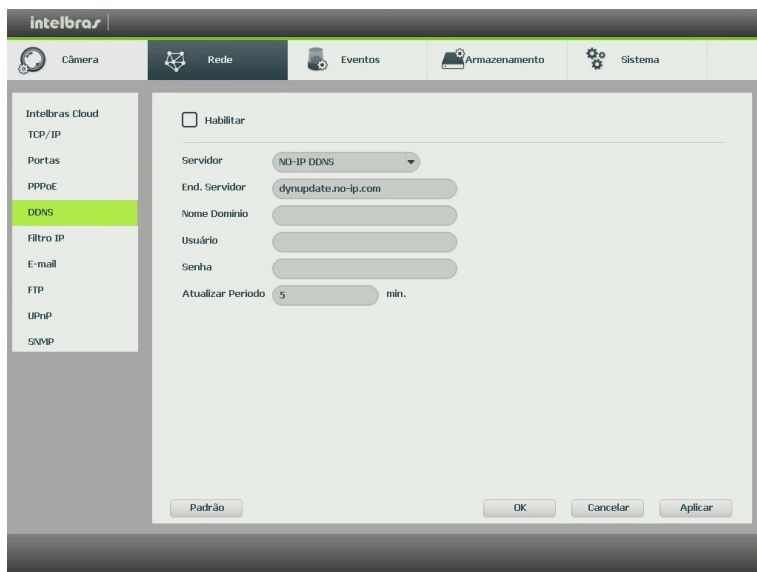 intelbras
Câmera
Rede
Eventos
Armazenamento
Sistema
Intelbras Cloud
TCP/IP
Portas
PPPoE
DDNS
Filtro IP
E-mail
FTP
UPnP
SNMP
Habilitar
Servidor NO-IP DDNS
End. Servidor dynupdate.no-ip.com
Nome Dominio
Usuário
Senha
Atualizar Periodo 5 min.
Padrão
OK
Cancelar
Aplicar